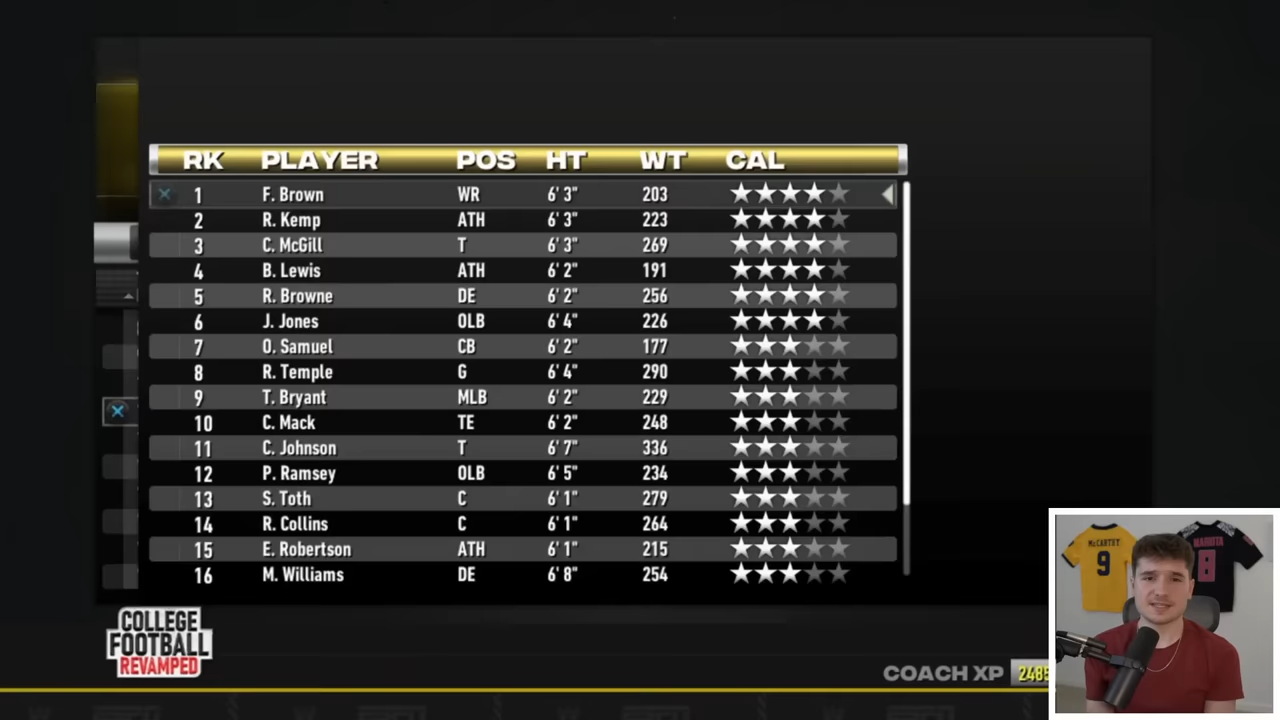 RK PLAYER POS HT WT CAL
1 F. Brown WR 6' 3" 203
2 R. Kemp ATH 6' 3" 223
3 C. McGill T 6' 3" 269
4 B. Lewis ATH 6' 2" 191
5 R. Browne DE 6' 2" 256
6 J. Jones OLB 6' 4" 226
7 O. Samuel CB 6' 2" 177
8 R. Temple G 6' 4" 290
9 T. Bryant MLB 6' 2" 229
10 C. Mack TE 6' 2" 248
11 C. Johnson T 6' 7" 336
12 P. Ramsey OLB 6' 5" 234
13 S. Toth C 6' 1" 279
14 R. Collins C 6' 1" 264
15 E. Robertson ATH 6' 1" 215
16 M. Williams DE 6' 8" 254
COLLEGE
FOOTBALL
REVAMPED
COACH XP 2485
McCARTHY
9
MARIOTA
8